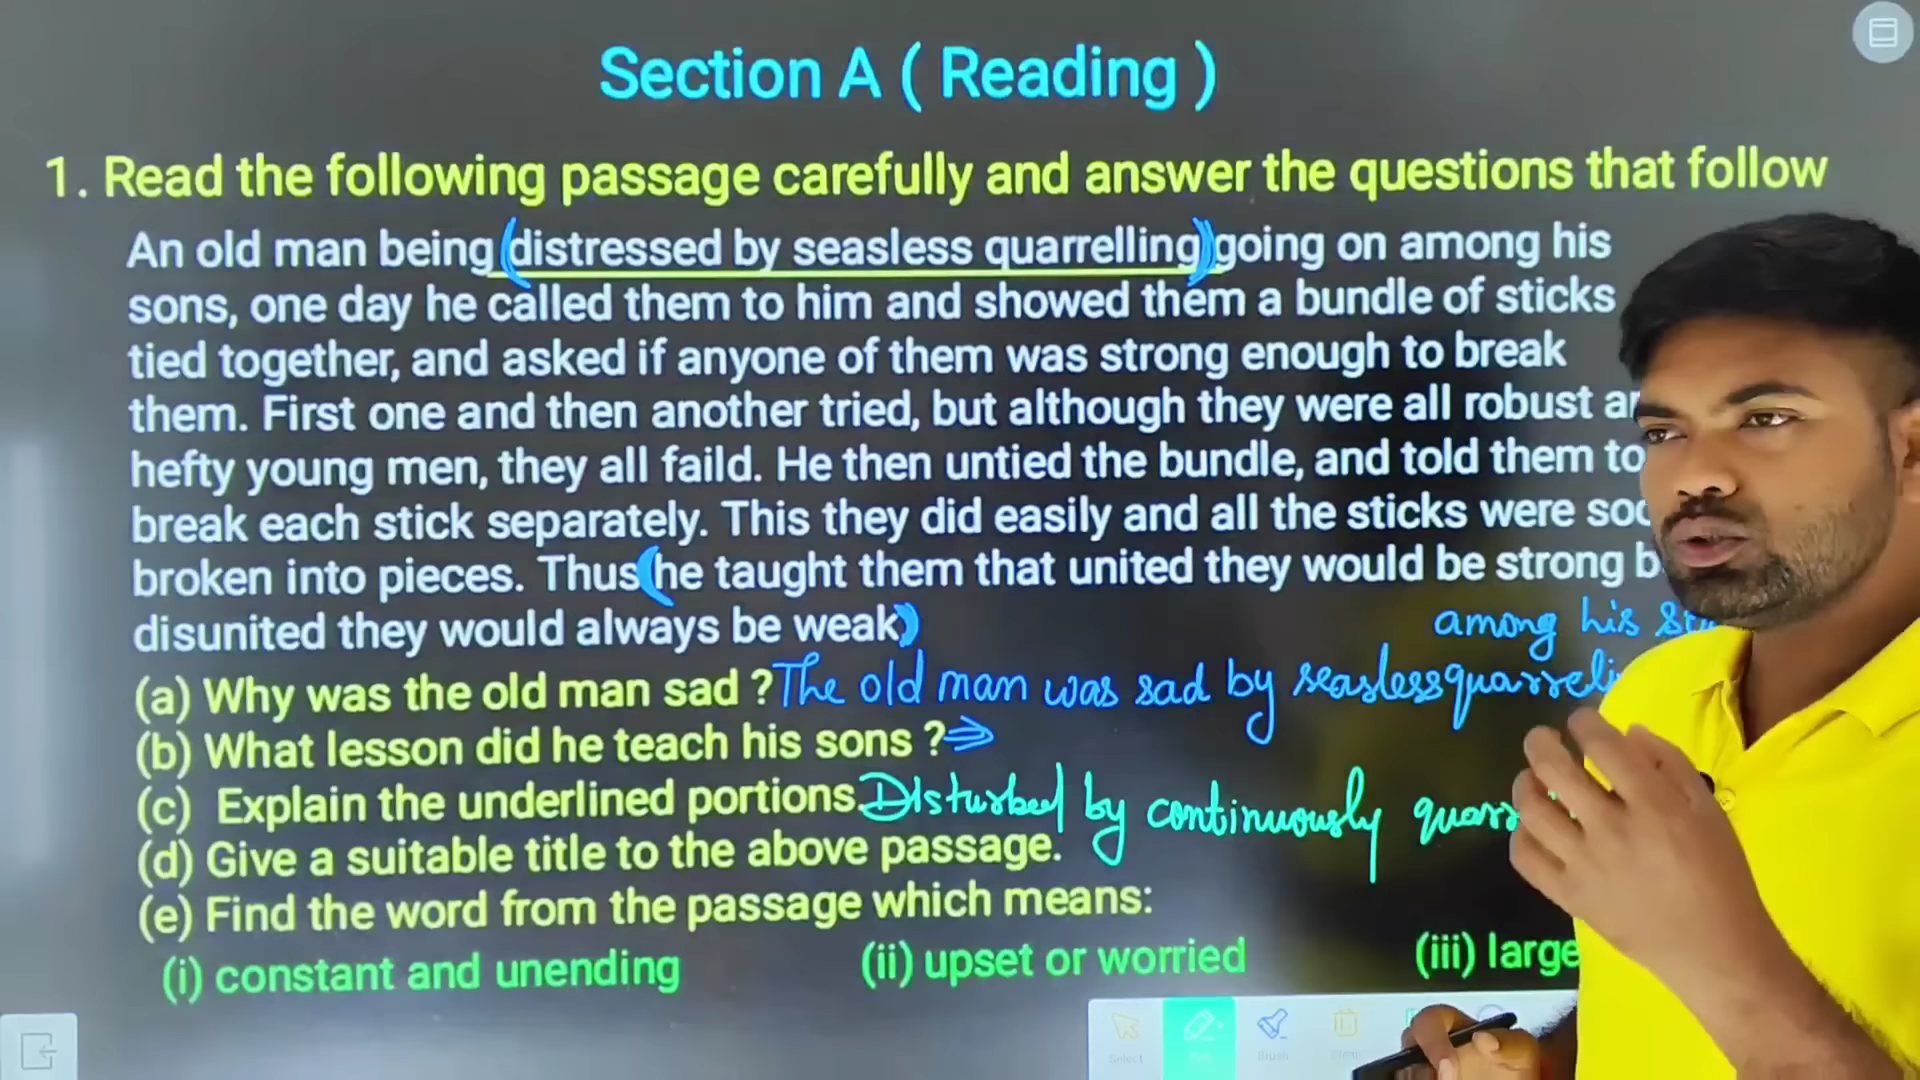 Section A ( Reading )
1. Read the following passage carefully and answer the questions that follow
An old man being (distressed by seasless quarrelling) going on among his
sons, one day he called them to him and showed them a bundle of sticks
tied together, and asked if anyone of them was strong enough to break
them. First one and then another tried, but although they were all robust
hefty young men, they all faild. He then untied the bundle, and told them to
break each stick separately. This they did easily and all the sticks were
broken into pieces. Thus (he taught them that united they would be strong
disunited they would always be weak)
among his
(a) Why was the old man sad ? The old man was sad by seasless
(b) What lesson did he teach his sons ? ⇒
(c) Explain the underlined portions. Disturbed by continuously
(d) Give a suitable title to the above passage.
(e) Find the word from the passage which means:
(i) constant and unending (ii) upset or worried (iii) large
Select Brush